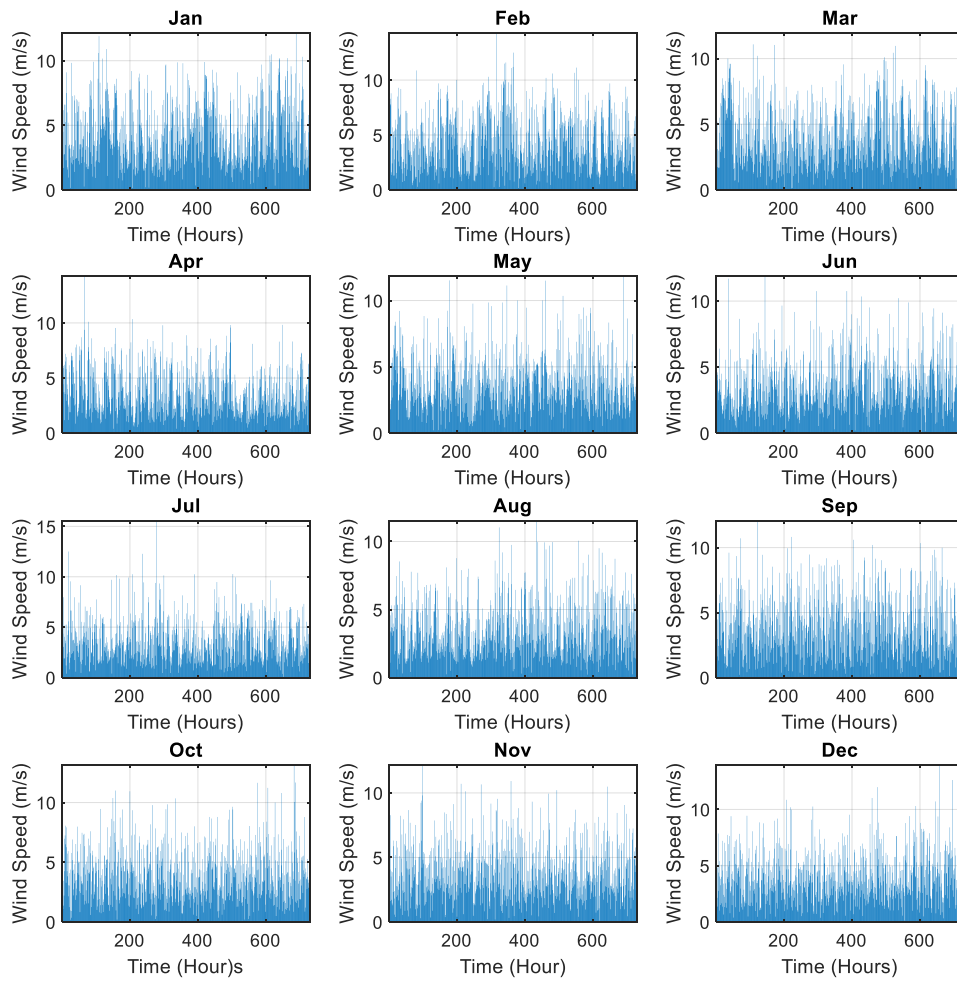 Jan
Feb
Mar
Wind Speed (m/s)
10
5
0
200
400
600
Time (Hours)
Wind Speed (m/s)
10
5
0
200
400
600
Time (Hours)
Wind Speed (m/s)
10
5
0
200
400
600
Time (Hours)
Apr
May
Jun
Wind Speed (m/s)
10
5
0
200
400
600
Time (Hours)
Wind Speed (m/s)
10
5
0
200
400
600
Time (Hours)
Wind Speed (m/s)
10
5
0
200
400
600
Time (Hours)
Jul
Aug
Sep
Wind Speed (m/s)
15
10
5
0
200
400
600
Time (Hours)
Wind Speed (m/s)
10
5
0
200
400
600
Time (Hours)
Wind Speed (m/s)
10
5
0
200
400
600
Time (Hours)
Oct
Nov
Dec
Wind Speed (m/s)
10
5
0
200
400
600
Time (Hour)s
Wind Speed (m/s)
10
5
0
200
400
600
Time (Hour)
Wind Speed (m/s)
10
5
0
200
400
600
Time (Hours)